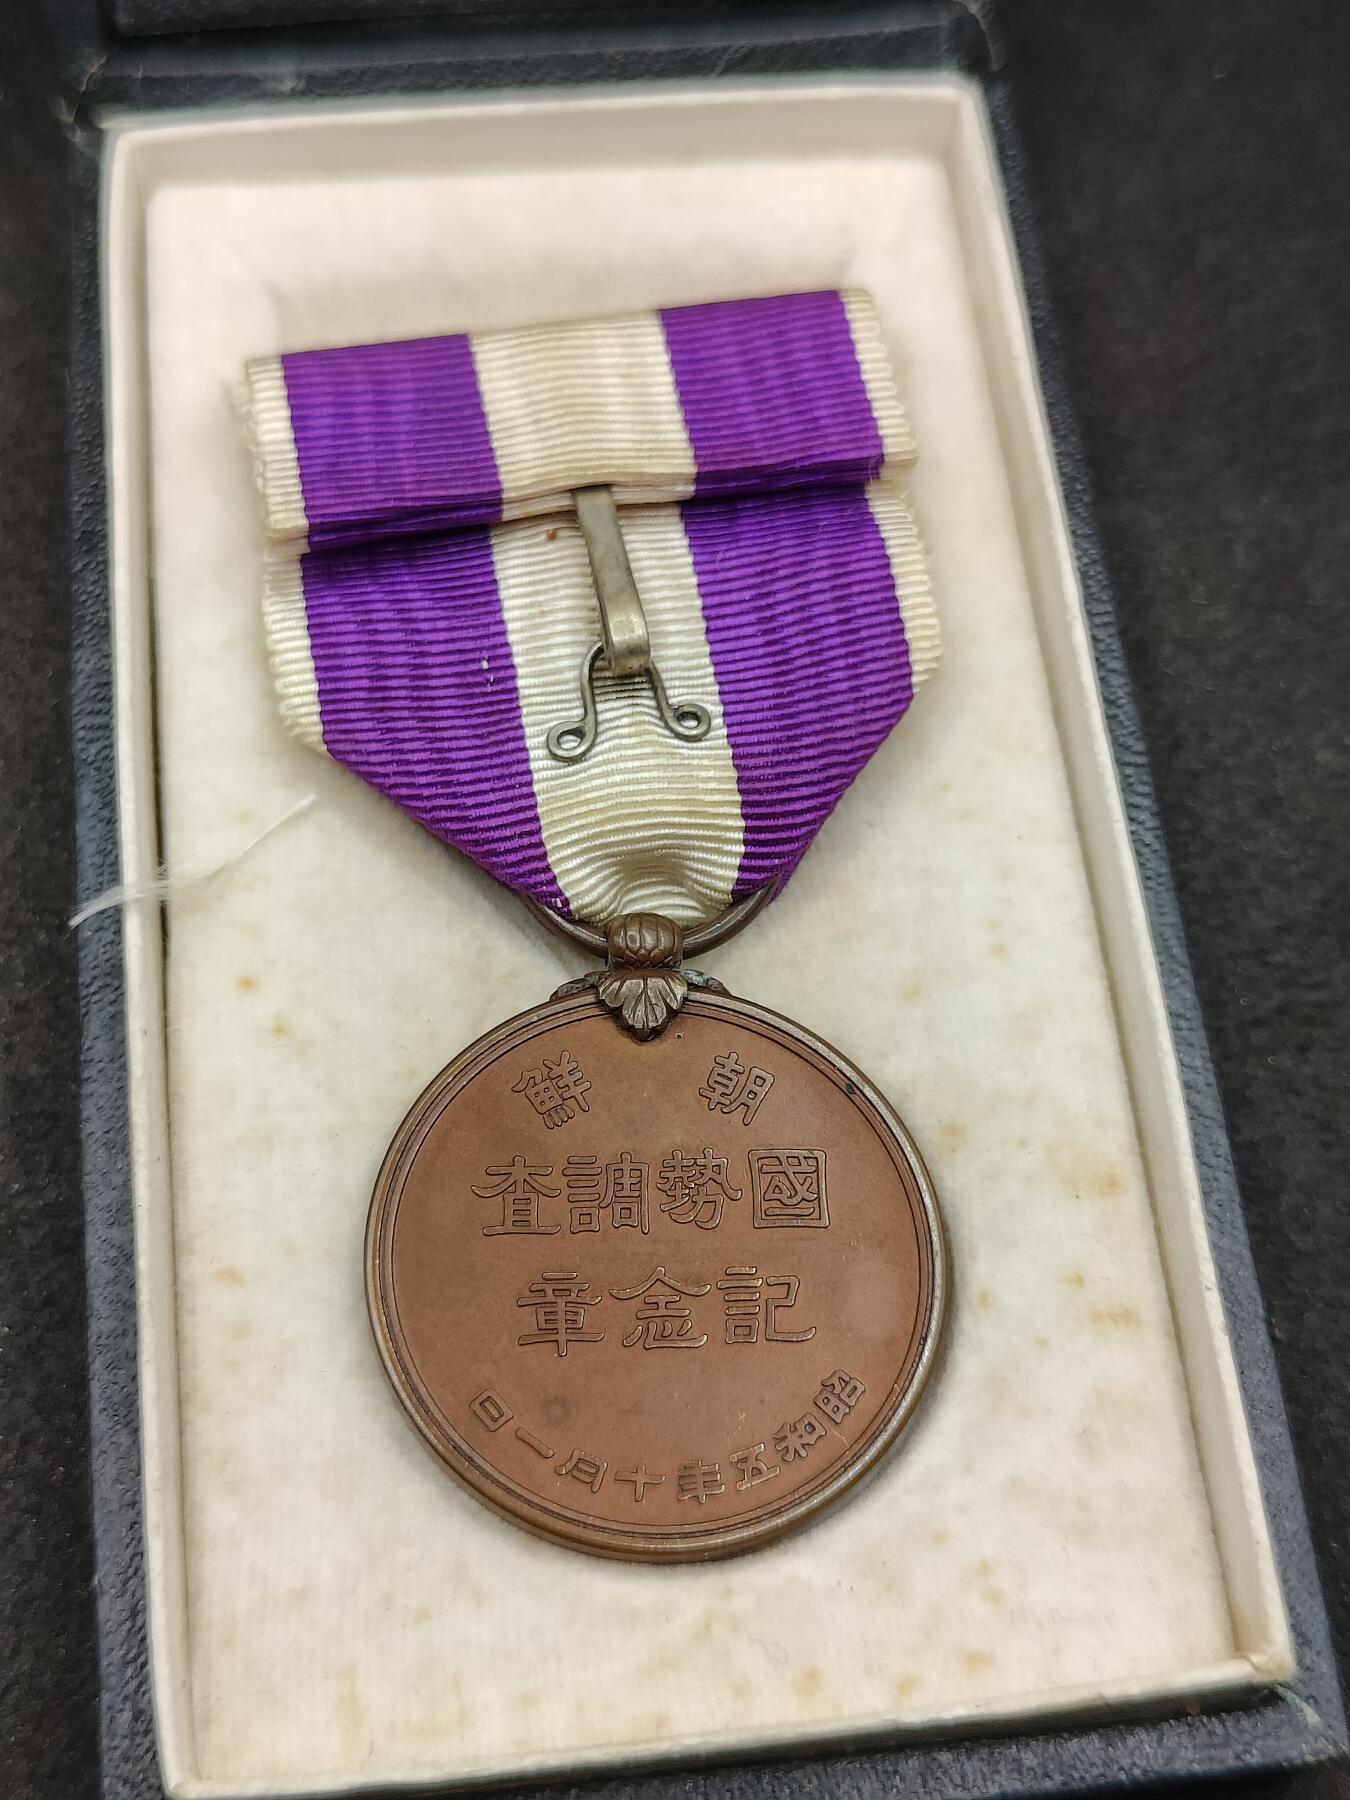 朝鮮
國勢調査
記念章
昭和五年十月一日